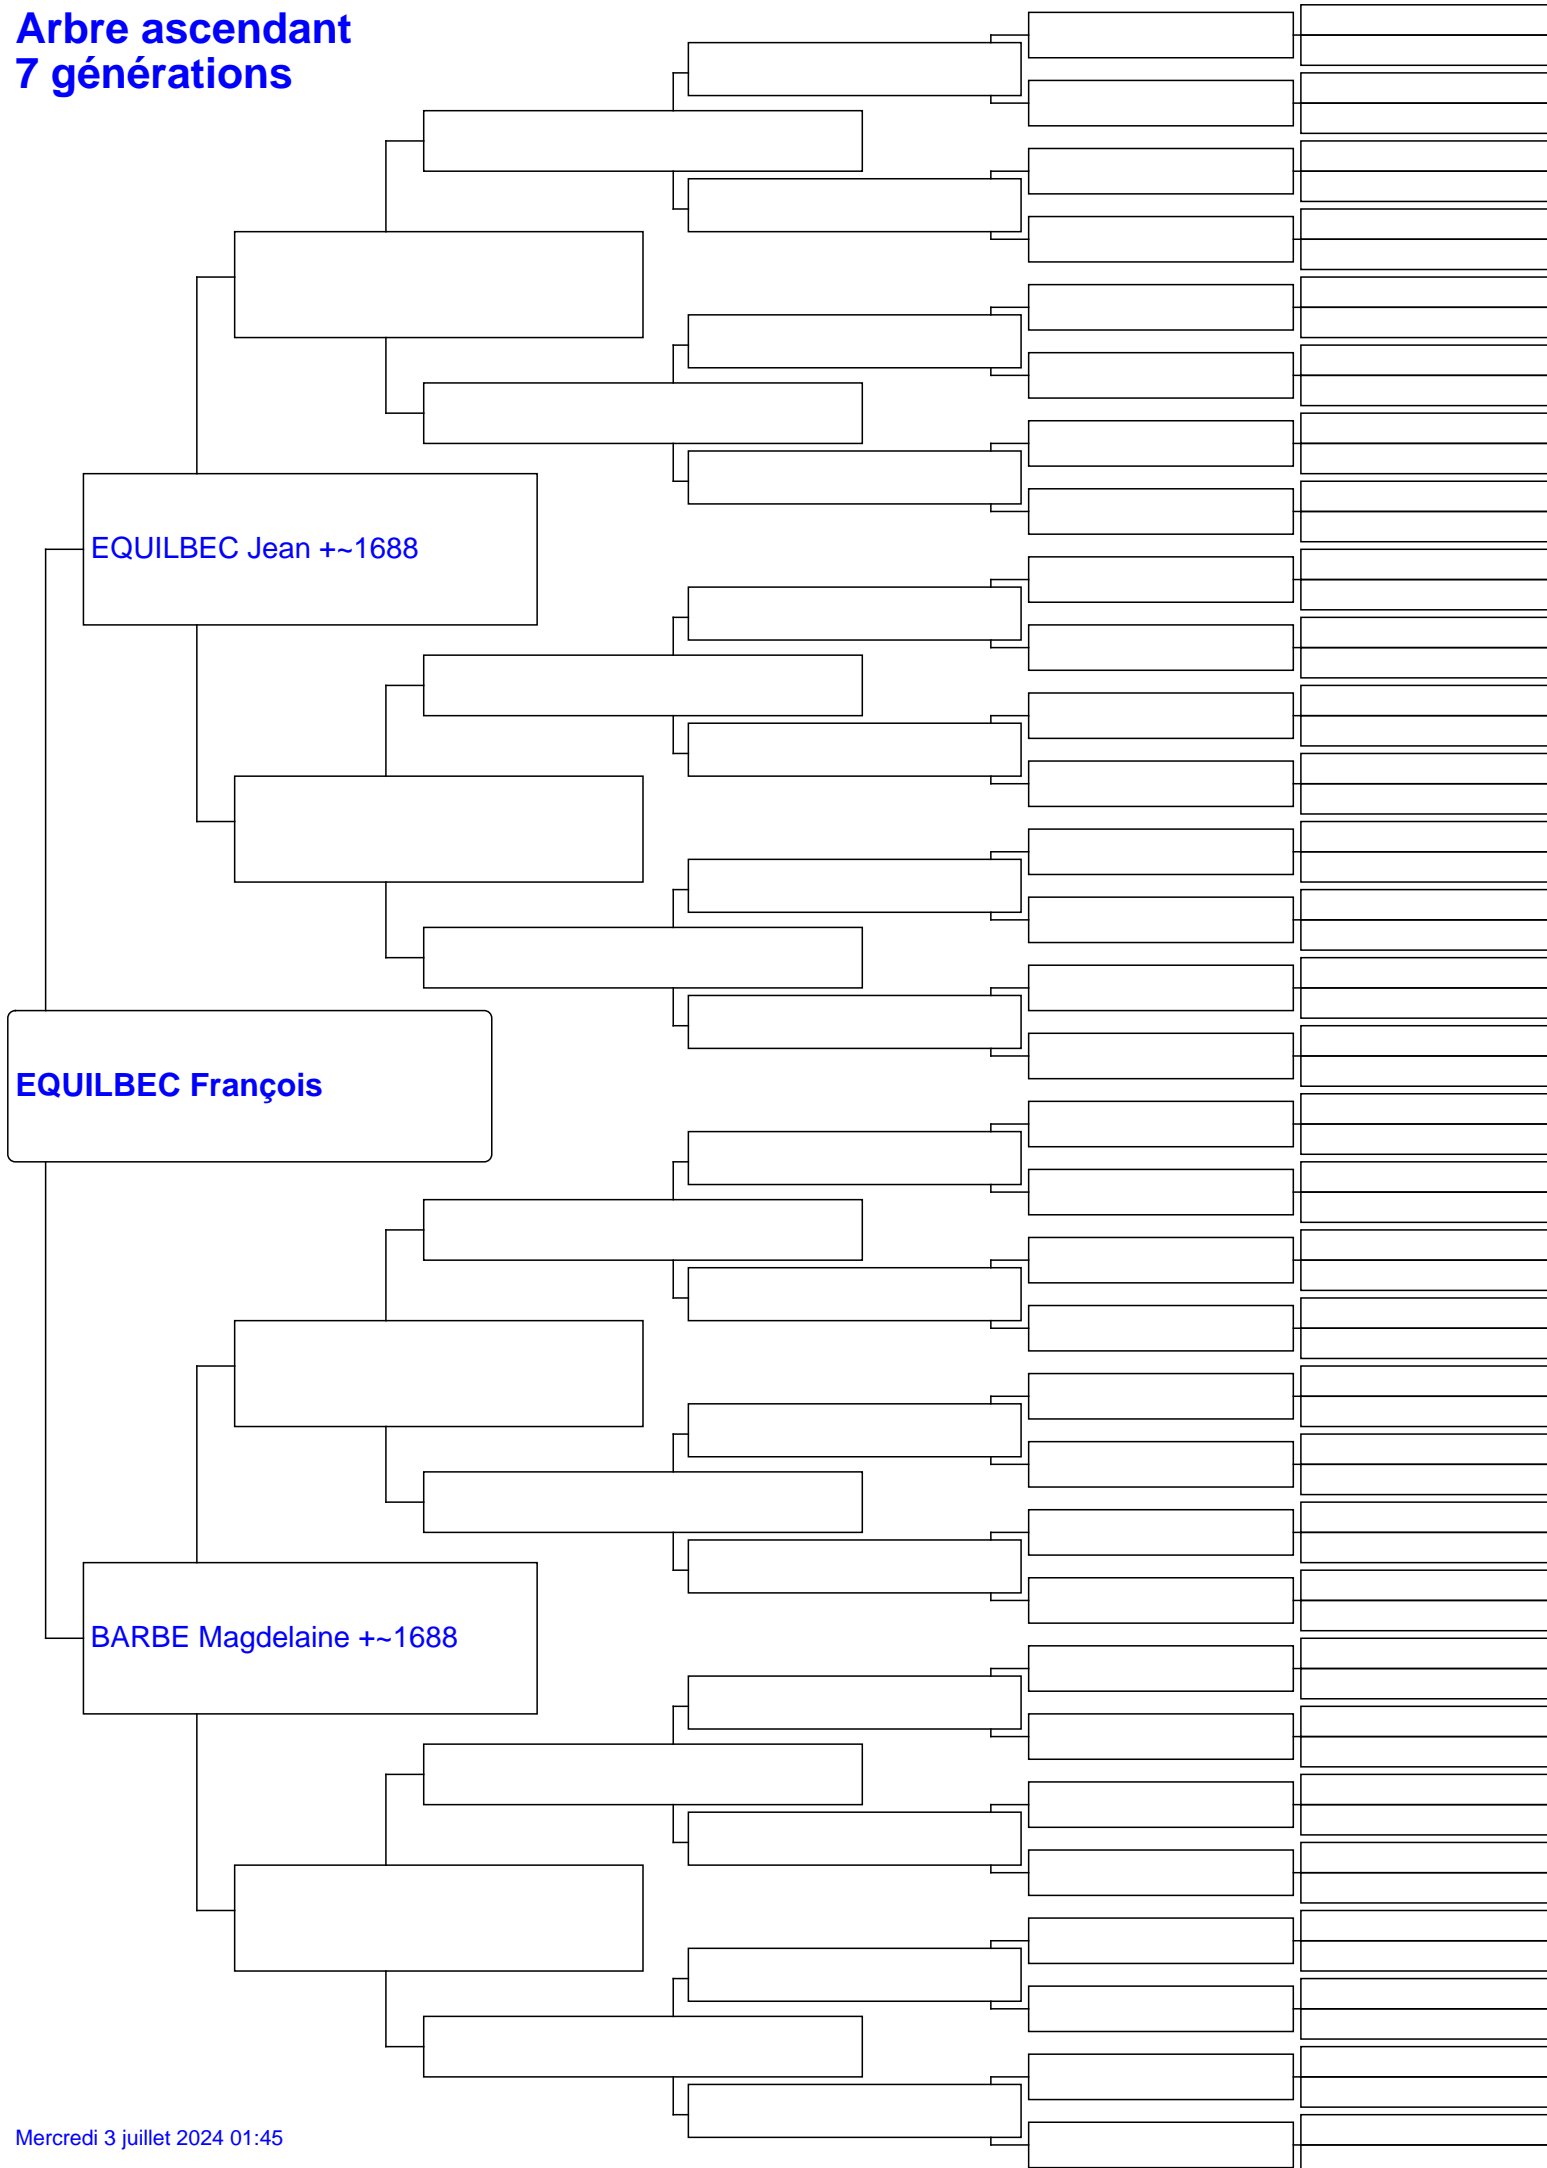 Arbre ascendant
7 générations
EQUILBEC Jean +~1688
EQUILBEC François
BARBE Magdelaine +~1688
Mercredi 3 juillet 2024 01:45